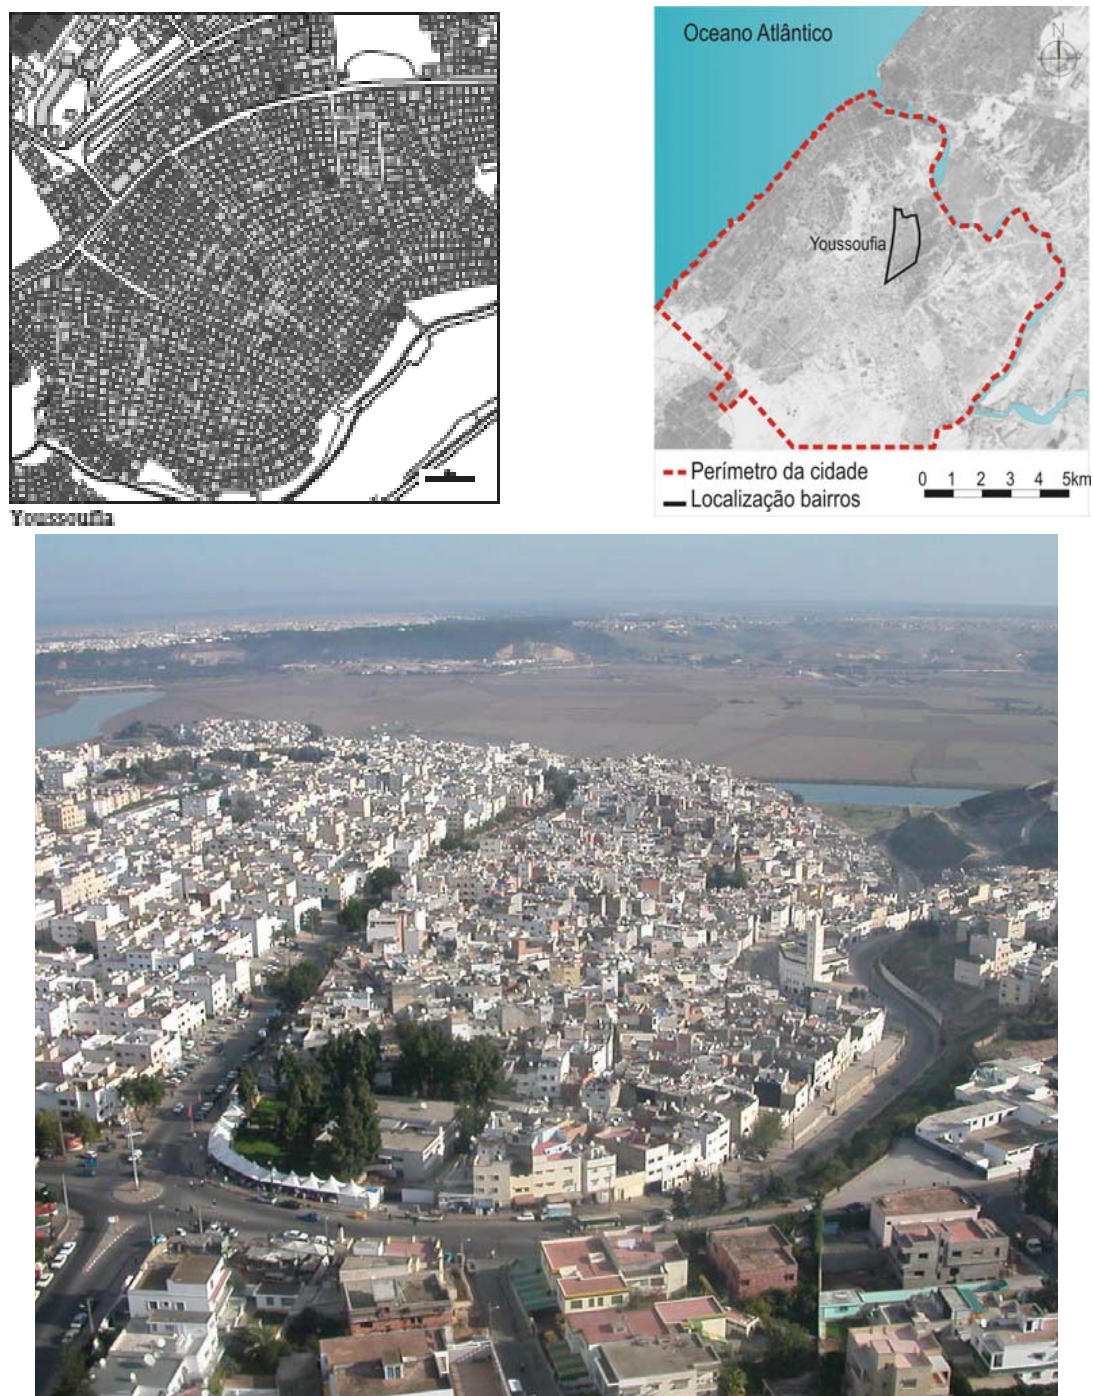 Oceano Atlântico
N
Youssoufia
Perímetro da cidade
Localização bairros
0 1 2 3 4 5km
Youssoufia